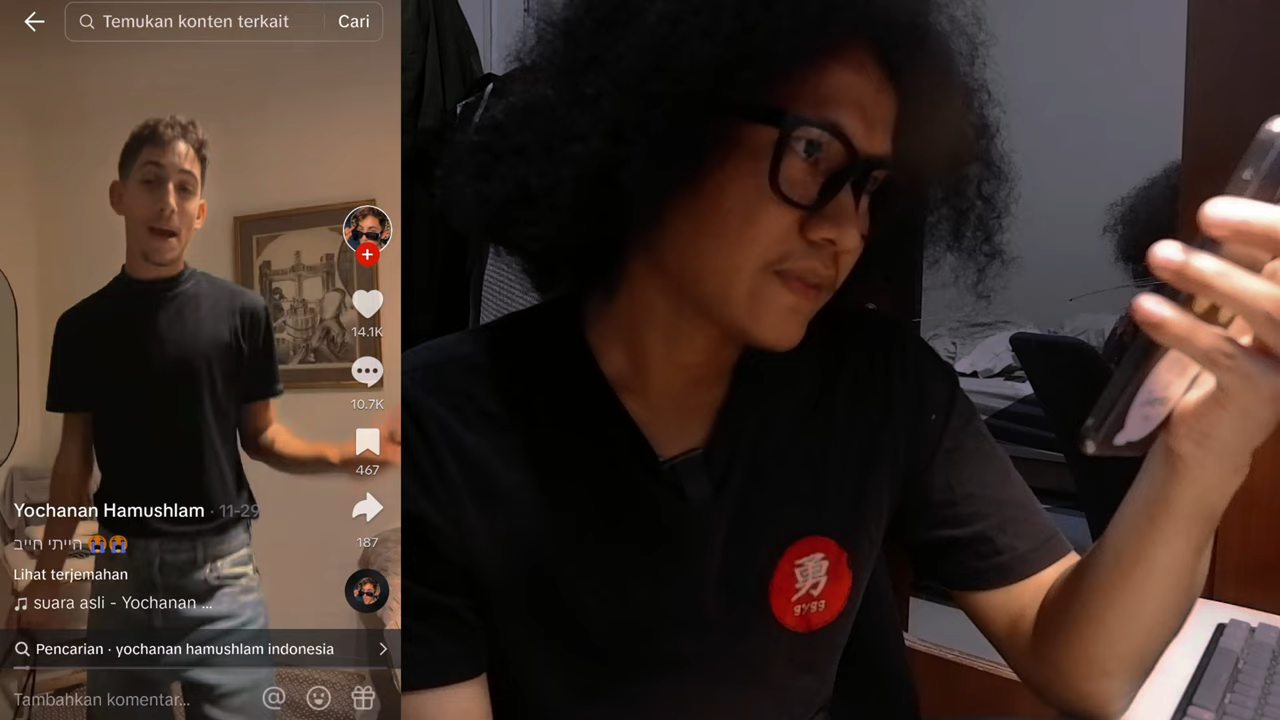 Temukan konten terkait
Cari
14.1K
10.7K
467
187
Yochanan Hamushlam · 11-29
הייתי חייב 😭😭
Lihat terjemahan
suara asli - Yochanan ...
Pencarian · yochanan hamushlam indonesia
Tambahkan komentar...
勇
gygg